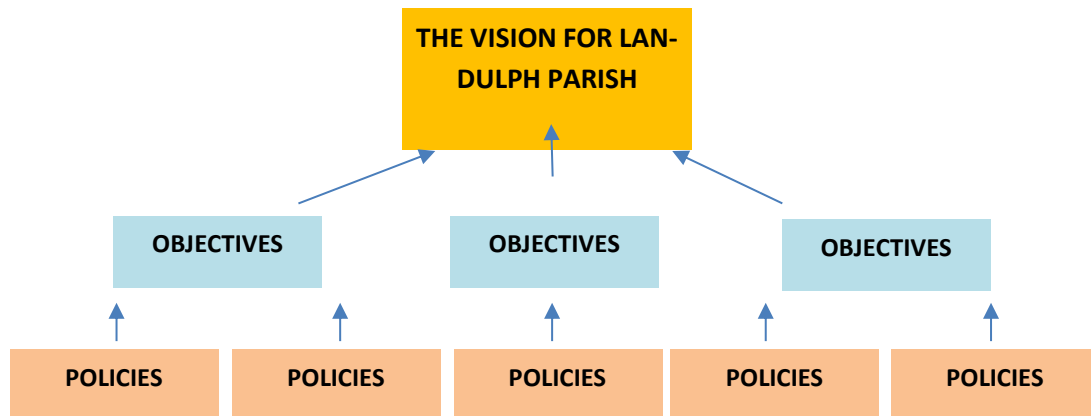 THE VISION FOR LAN-
DULPH PARISH
OBJECTIVES
OBJECTIVES
OBJECTIVES
POLICIES
POLICIES
POLICIES
POLICIES
POLICIES